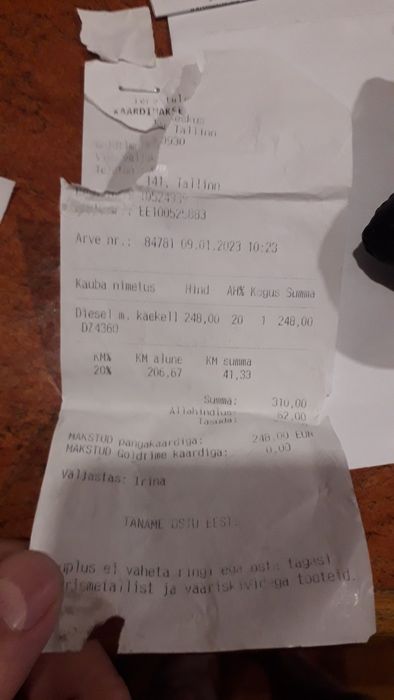 KAARDIMAKSE
Tallinn
141, Tallinn
: EE100525883
Arve nr.: 84781 09.01.2023 10:23
Kauba nimetus Hind AH% Kogus Summa
Diesel m. käekell 248,00 20 1 248,00
DZ4360
KM% KM alune KM summa
20% 206,67 41,33
Summa: 310,00
Allahindlus: 62,00
Tasuda:
MAKSTUD pangakaardiga: 248,00 EUR
MAKSTUD Goldtime kaardiga: 0,00
Väljastas: Irina
TÄNAME OSTU EEST.
uplus ei vaheta ringi ega osta tagasi
rismetallist ja vääriskividega tooteid.